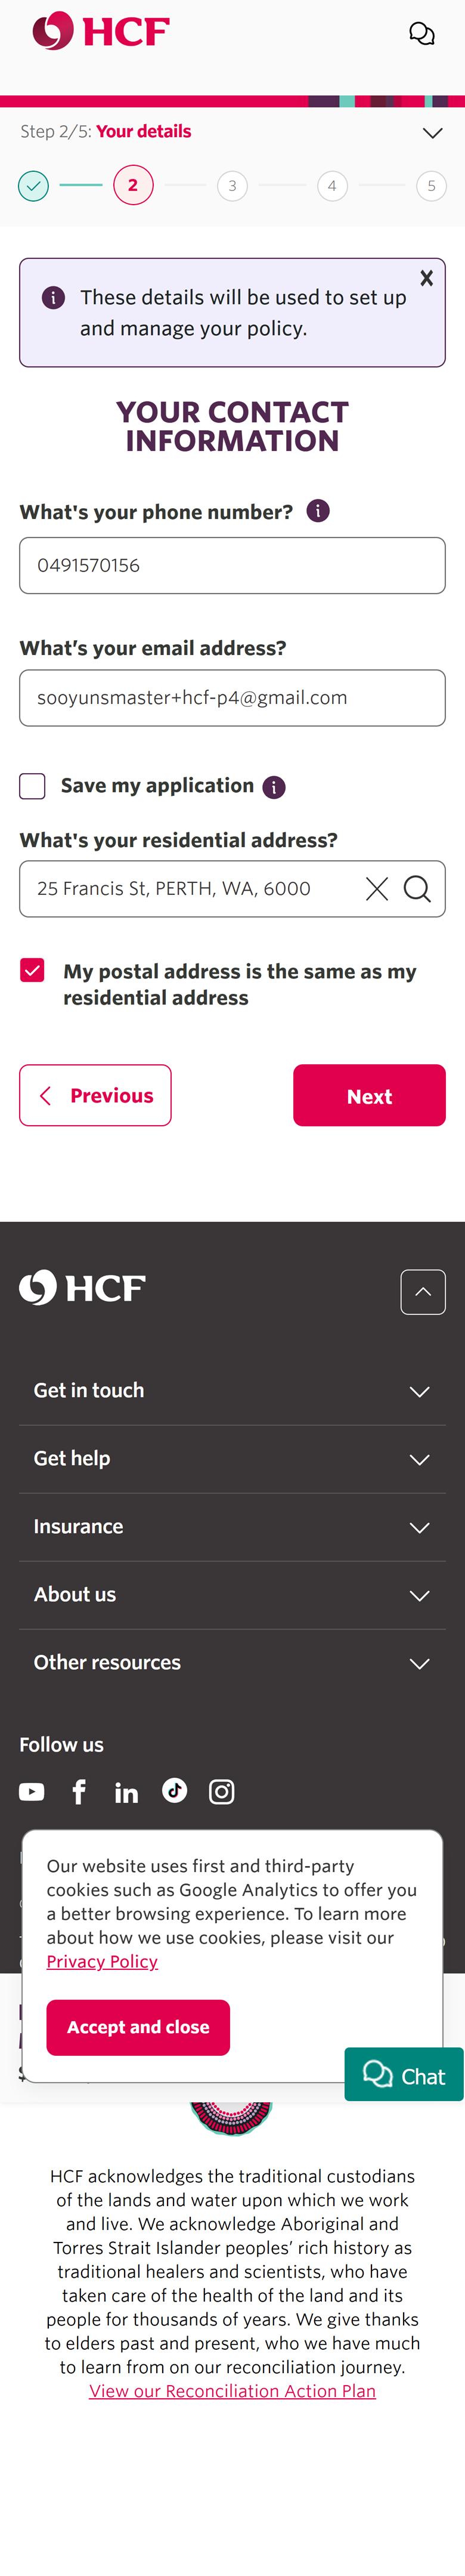 HCF
Step 2/5: Your details
2
3
4
5
These details will be used to set up
and manage your policy.
YOUR CONTACT
INFORMATION
What's your phone number?
0491570156
What’s your email address?
sooyunsmaster+hcf-p4@gmail.com
Save my application
What's your residential address?
25 Francis St, PERTH, WA, 6000
My postal address is the same as my
residential address
Previous
Next
HCF
Get in touch
Get help
Insurance
About us
Other resources
Follow us
Our website uses first and third-party
cookies such as Google Analytics to offer you
a better browsing experience. To learn more
about how we use cookies, please visit our
Privacy Policy
Accept and close
Chat
HCF acknowledges the traditional custodians
of the lands and water upon which we work
and live. We acknowledge Aboriginal and
Torres Strait Islander peoples’ rich history as
traditional healers and scientists, who have
taken care of the health of the land and its
people for thousands of years. We give thanks
to elders past and present, who we have much
to learn from on our reconciliation journey.
View our Reconciliation Action Plan